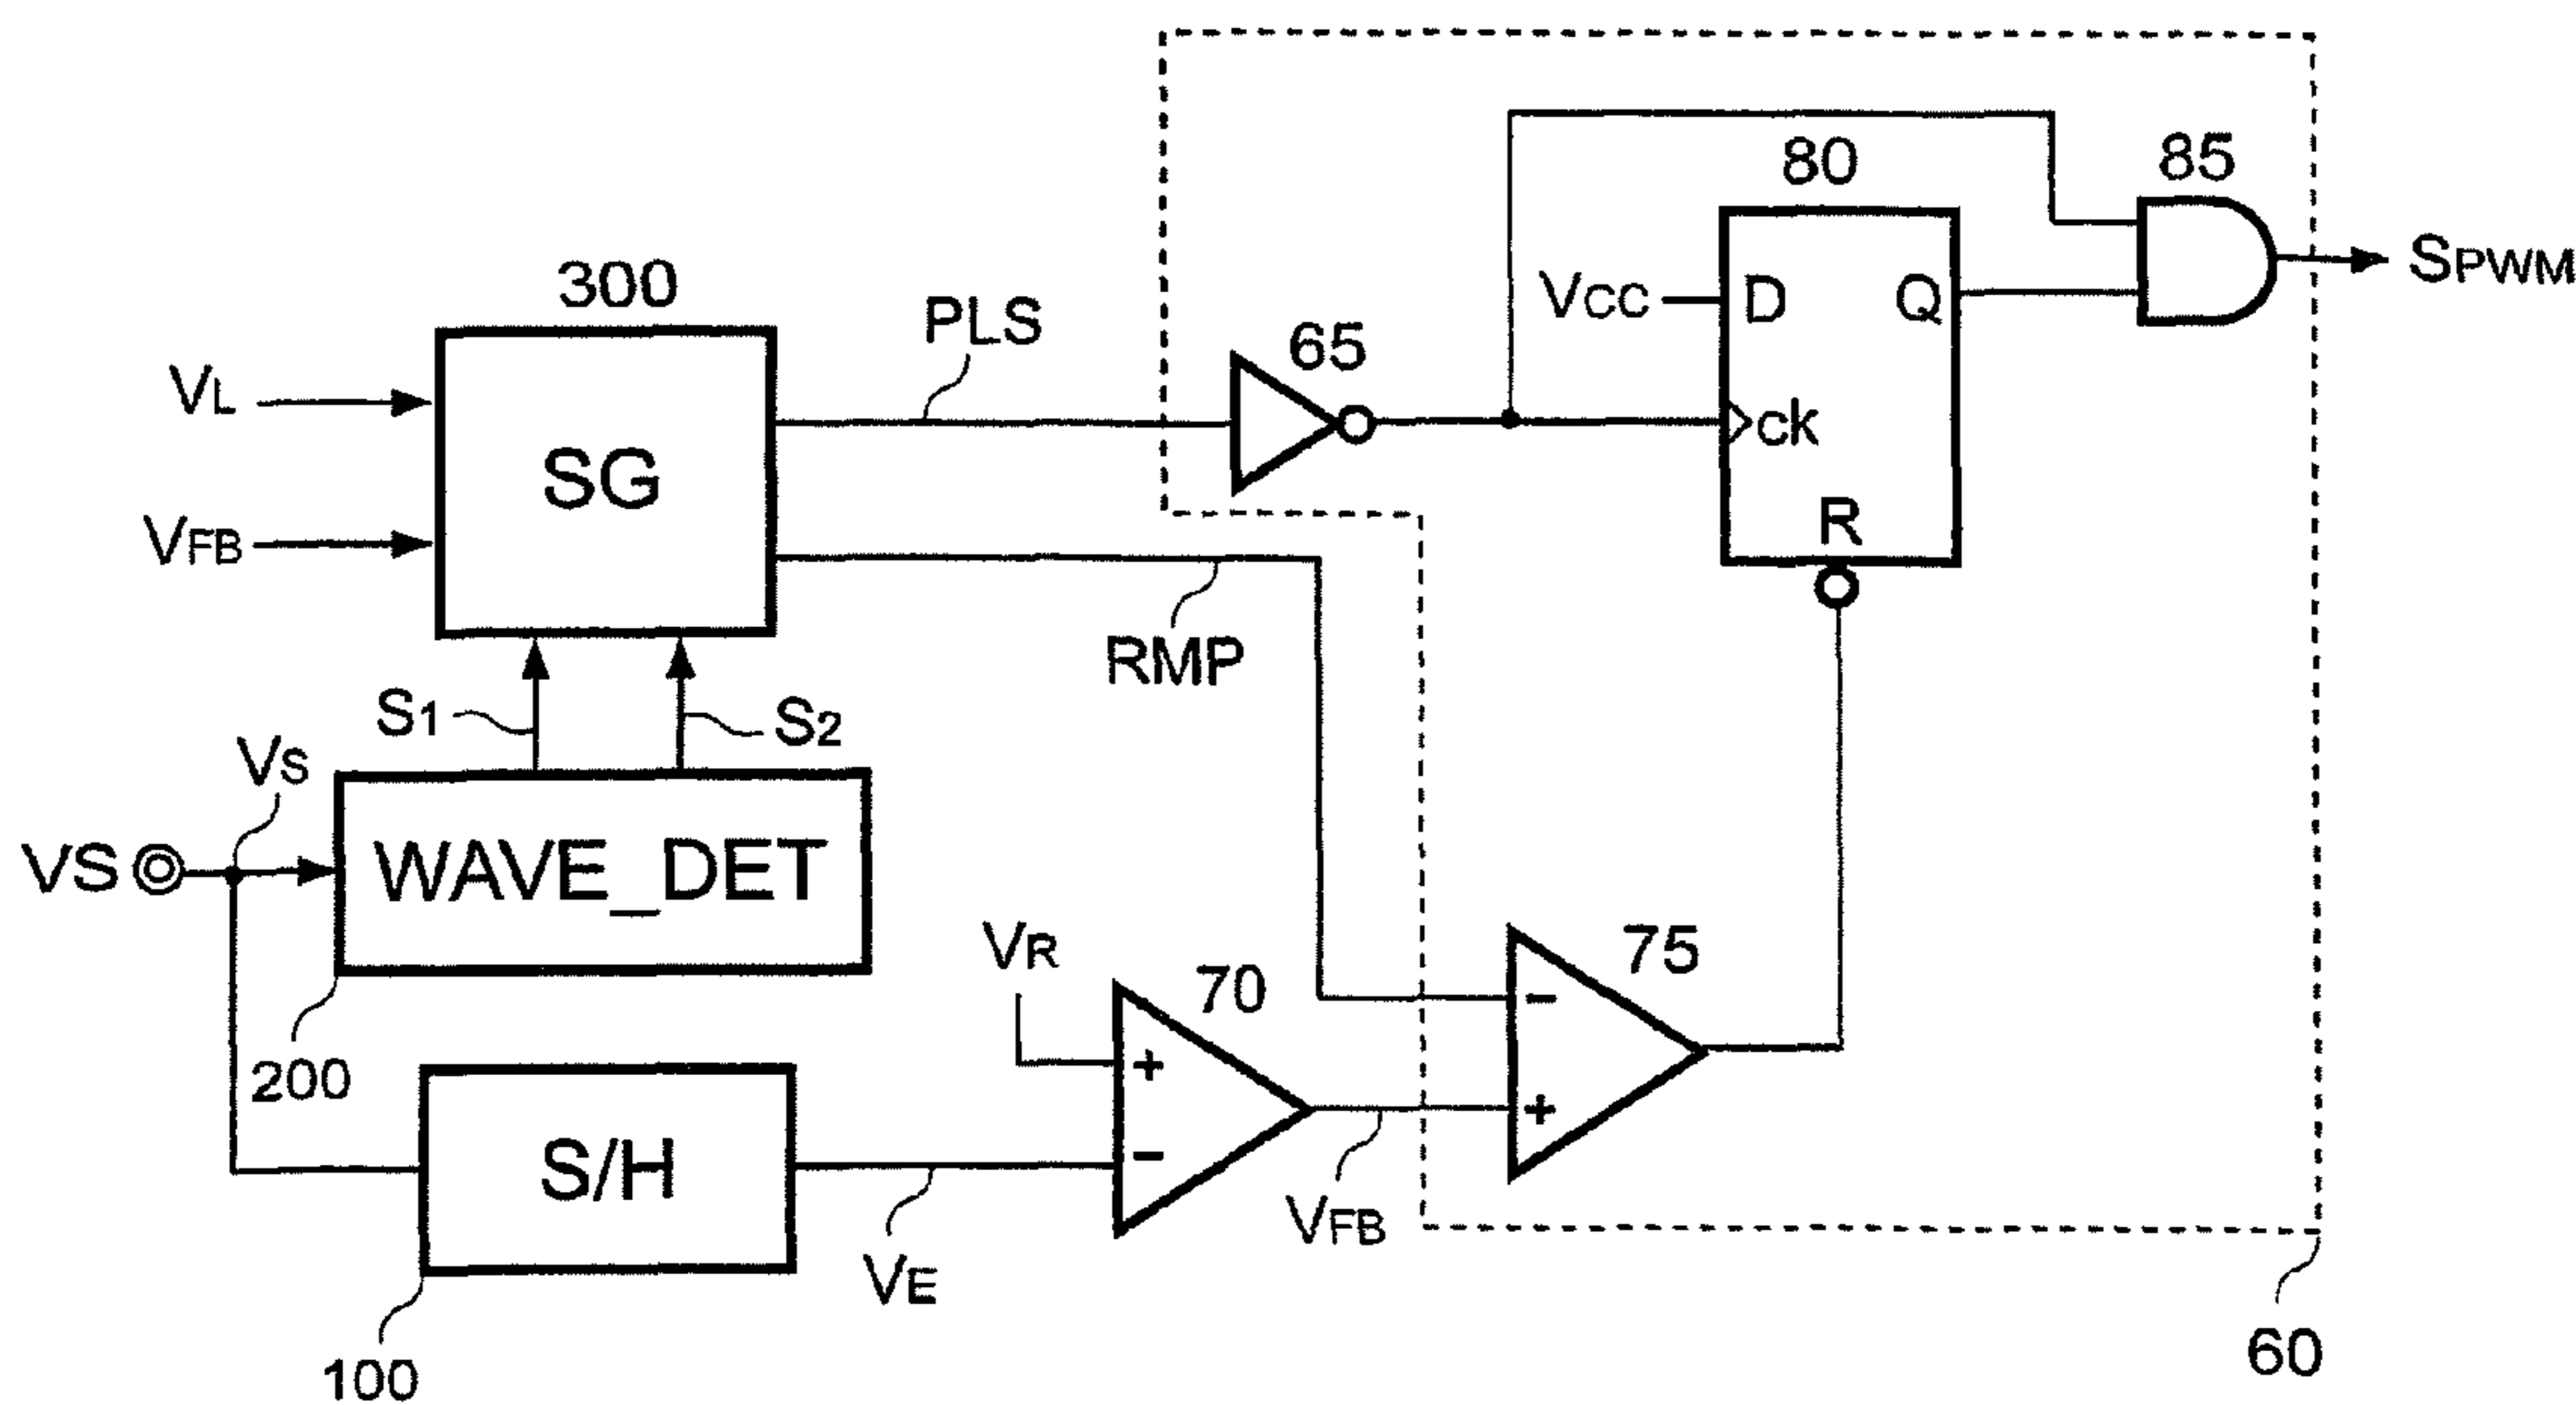 80
85
SPWM
300
PLS
VCC
D
Q
65
VL
ck
SG
R
VFB
RMP
S1
S2
VS
VS
WAVE_DET
VR
75
70
200
+
-
-
+
S/H
VFB
VE
100
60